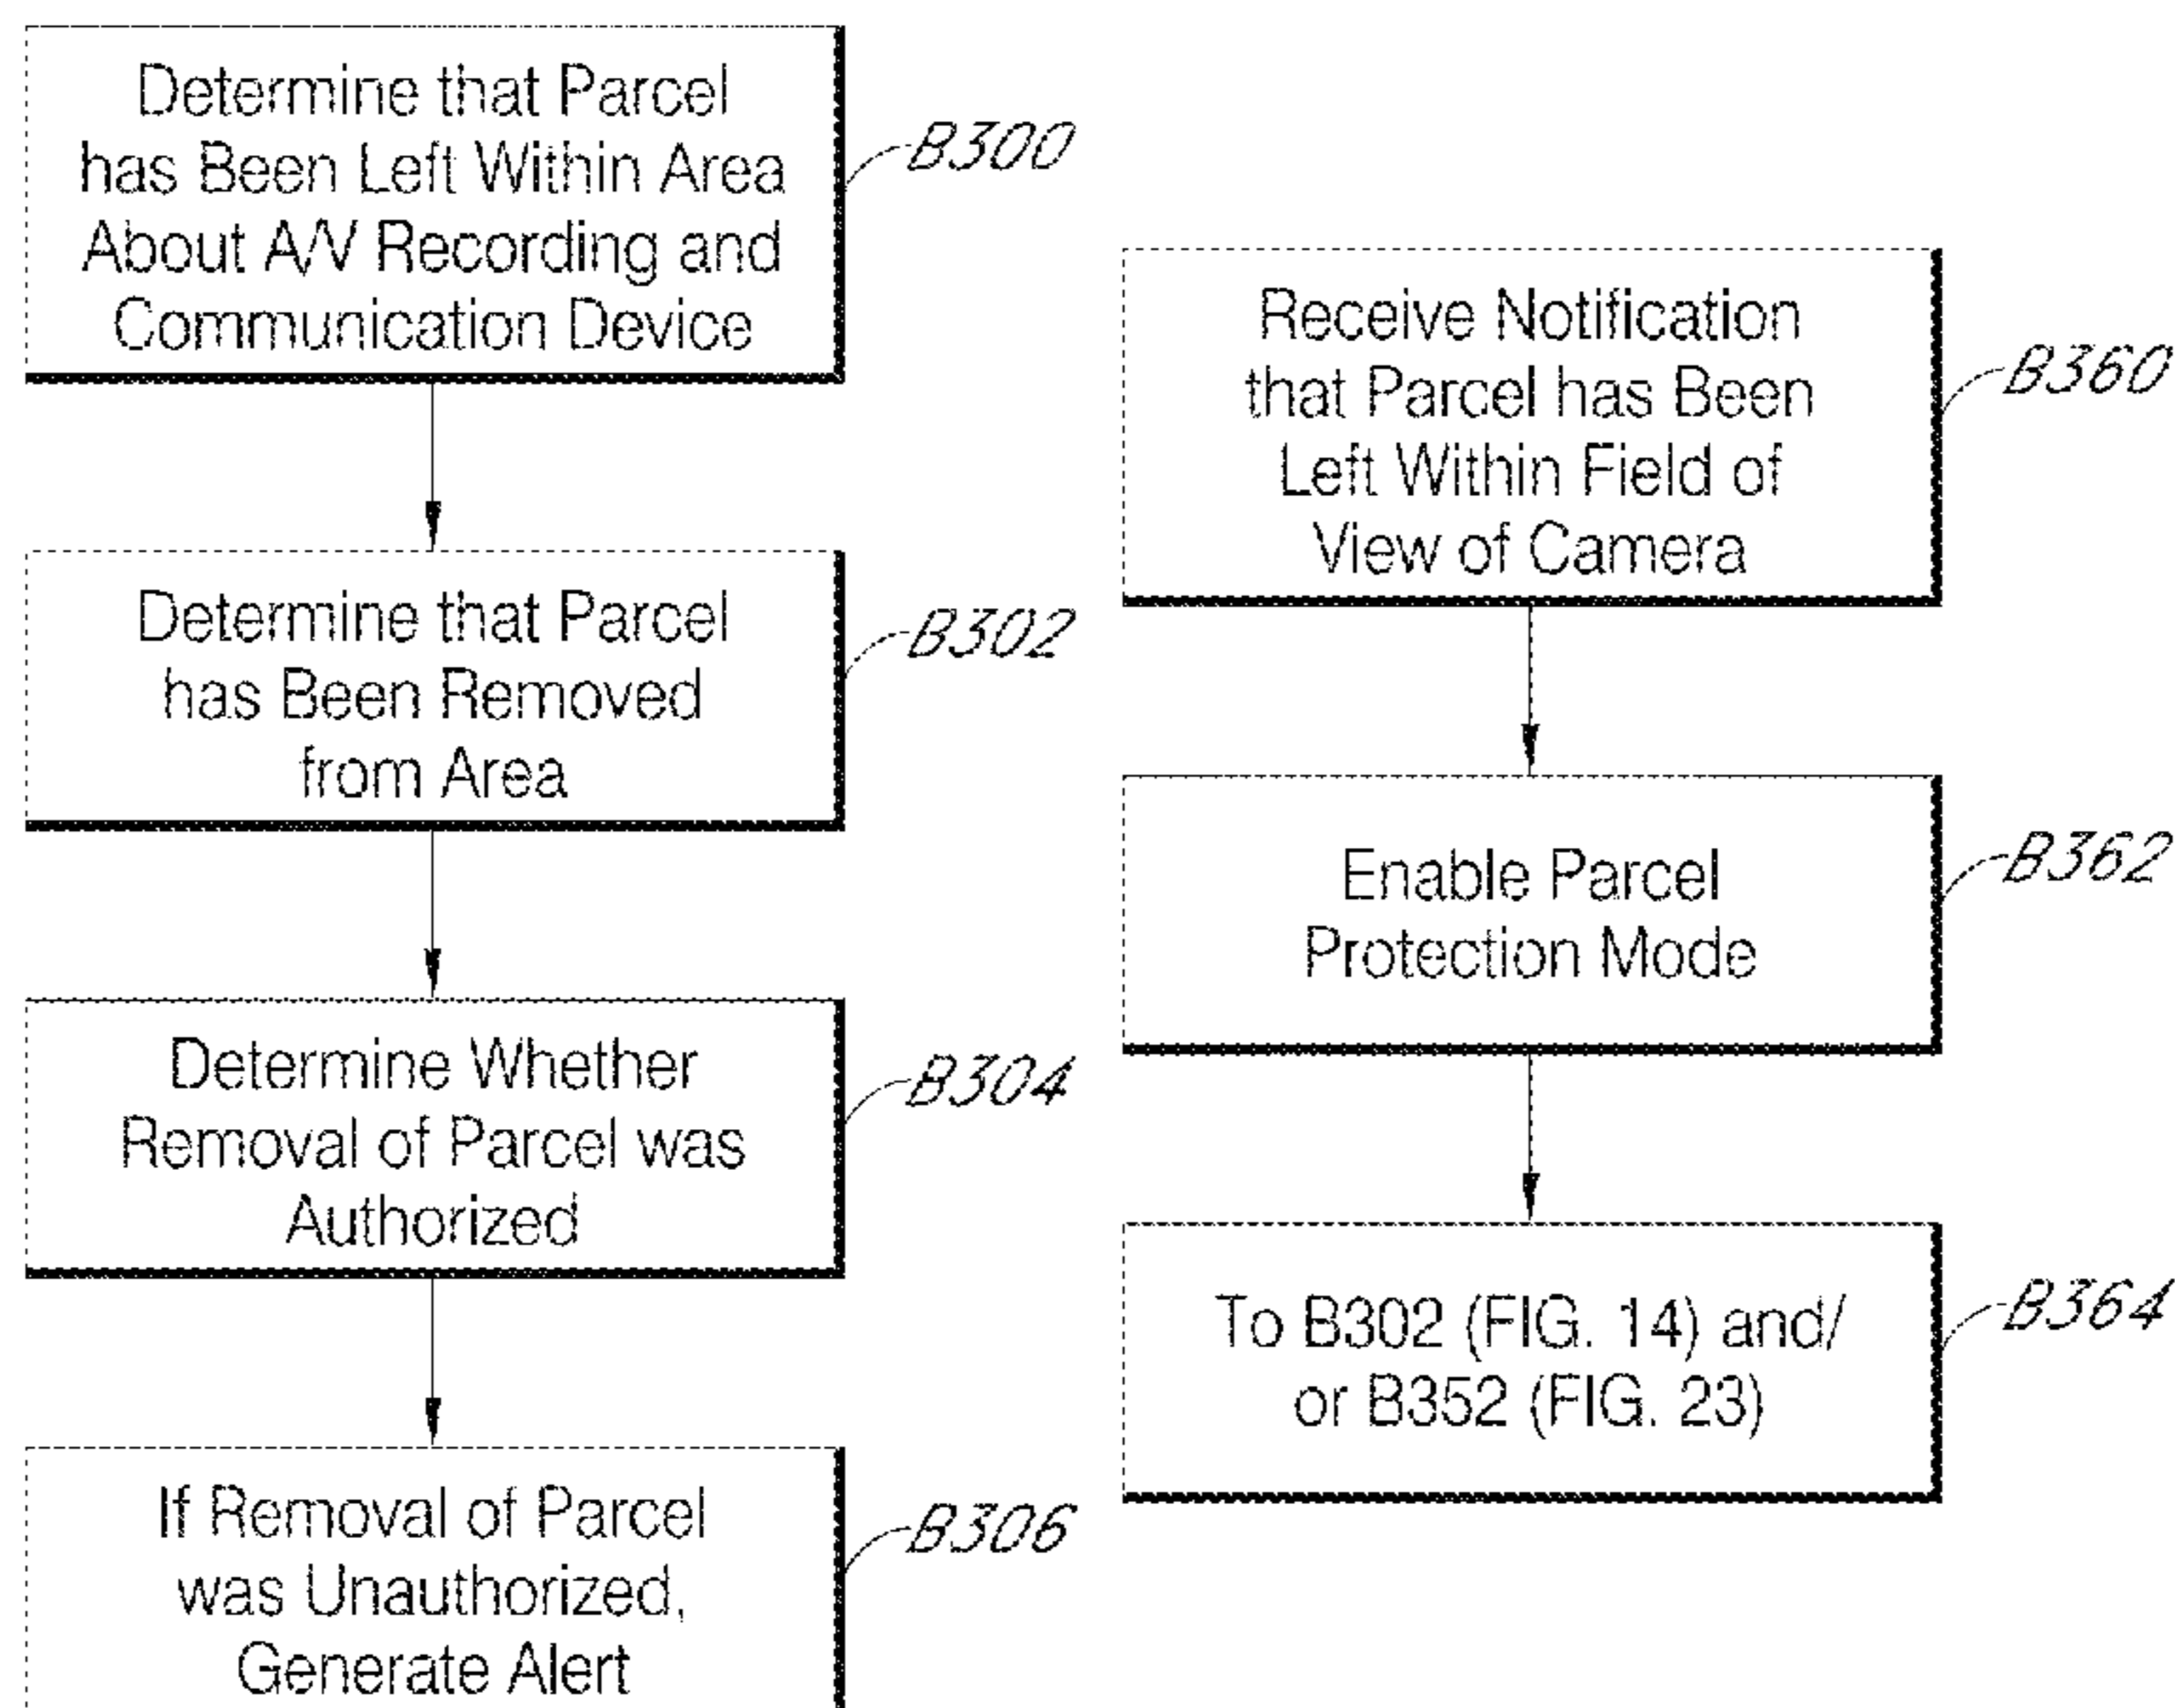 Determine that Parcel
has Been Left Within Area
About A/V Recording and
Communication Device
B300
Determine that Parcel
has Been Removed
from Area
B302
Determine Whether
Removal of Parcel was
Authorized
B304
If Removal of Parcel
was Unauthorized,
Generate Alert
B306
Receive Notification
that Parcel has Been
Left Within Field of
View of Camera
B360
Enable Parcel
Protection Mode
B362
To B302 (FIG. 14) and/
or B352 (FIG. 23)
B364